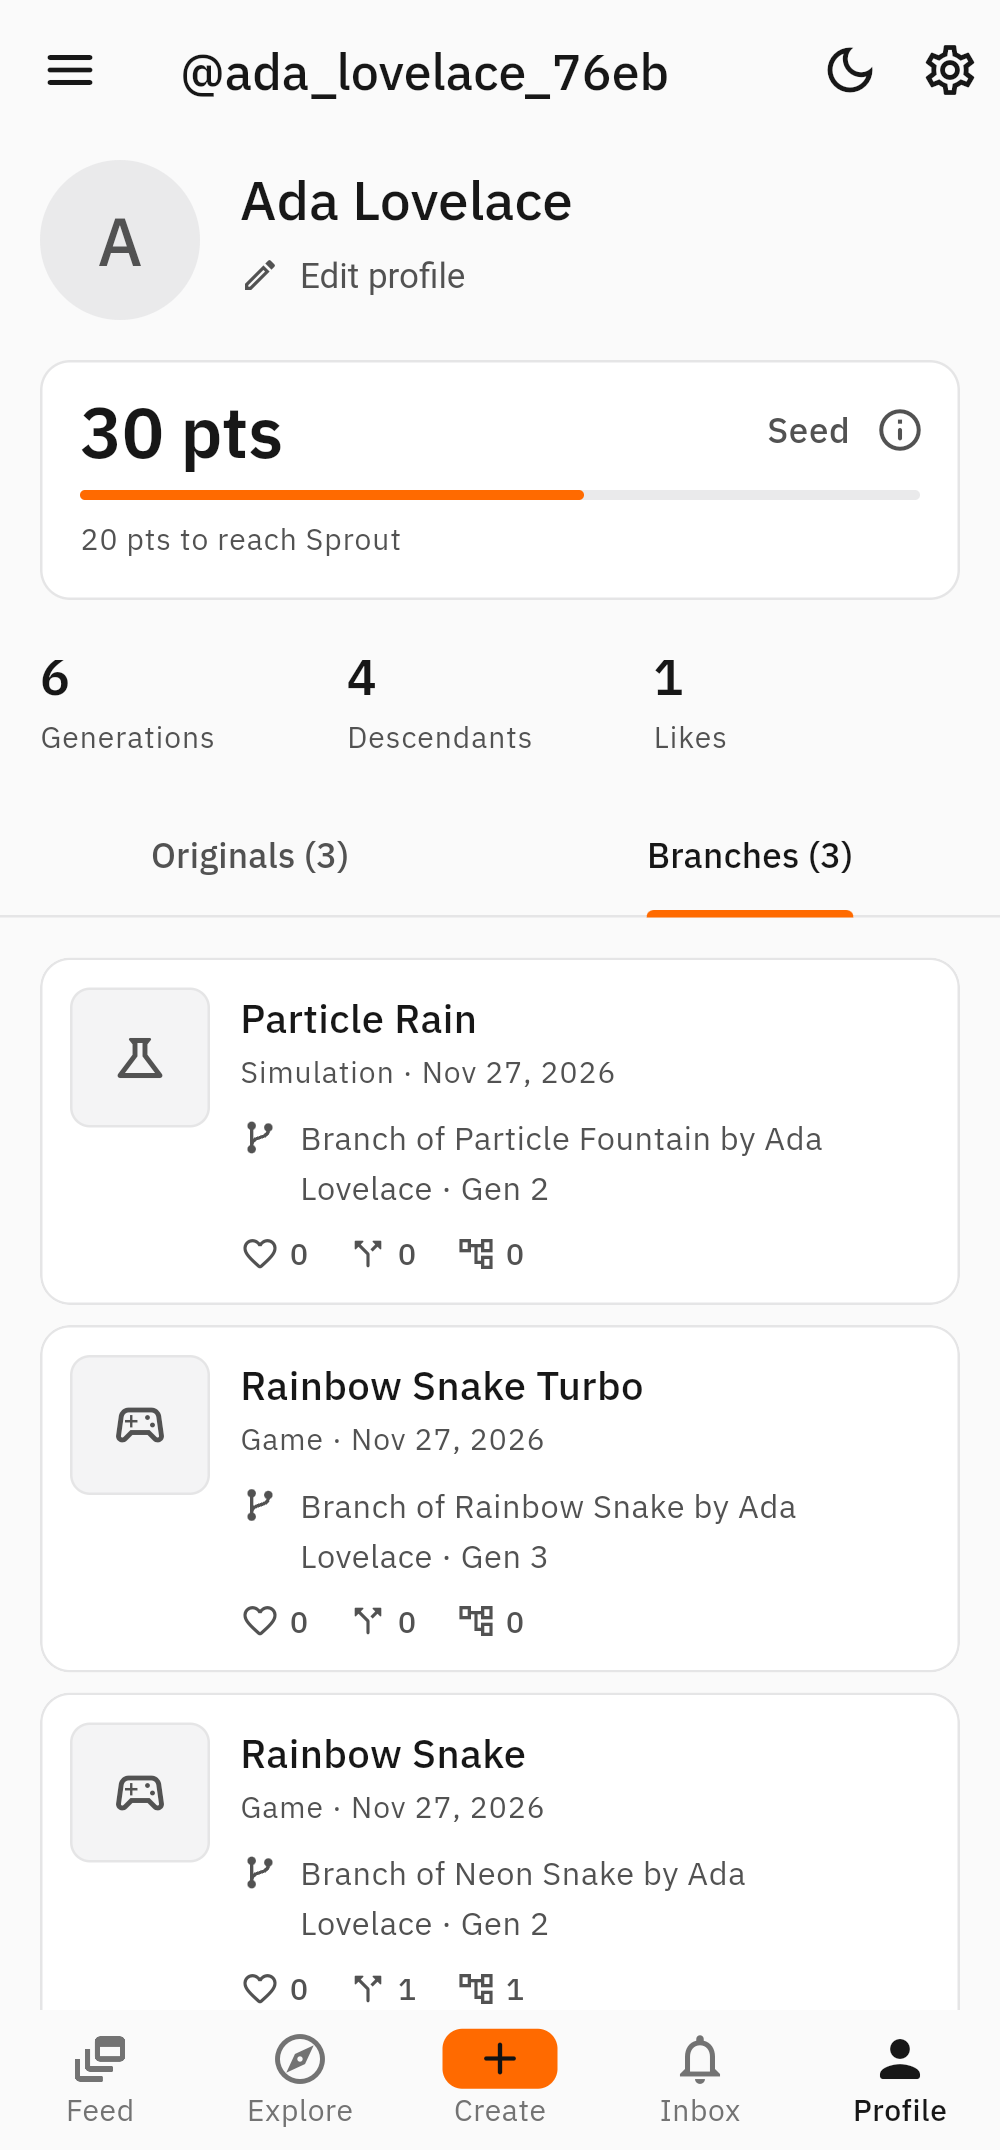 @ada_lovelace_76eb
A
Ada Lovelace
Edit profile
30 pts
Seed
20 pts to reach Sprout
6
Generations
4
Descendants
1
Likes
Originals (3)
Branches (3)
Particle Rain
Simulation · Nov 27, 2026
Branch of Particle Fountain by Ada
Lovelace · Gen 2
0 0 0
Rainbow Snake Turbo
Game · Nov 27, 2026
Branch of Rainbow Snake by Ada
Lovelace · Gen 3
0 0 0
Rainbow Snake
Game · Nov 27, 2026
Branch of Neon Snake by Ada
Lovelace · Gen 2
0 1 1
Feed
Explore
Create
Inbox
Profile